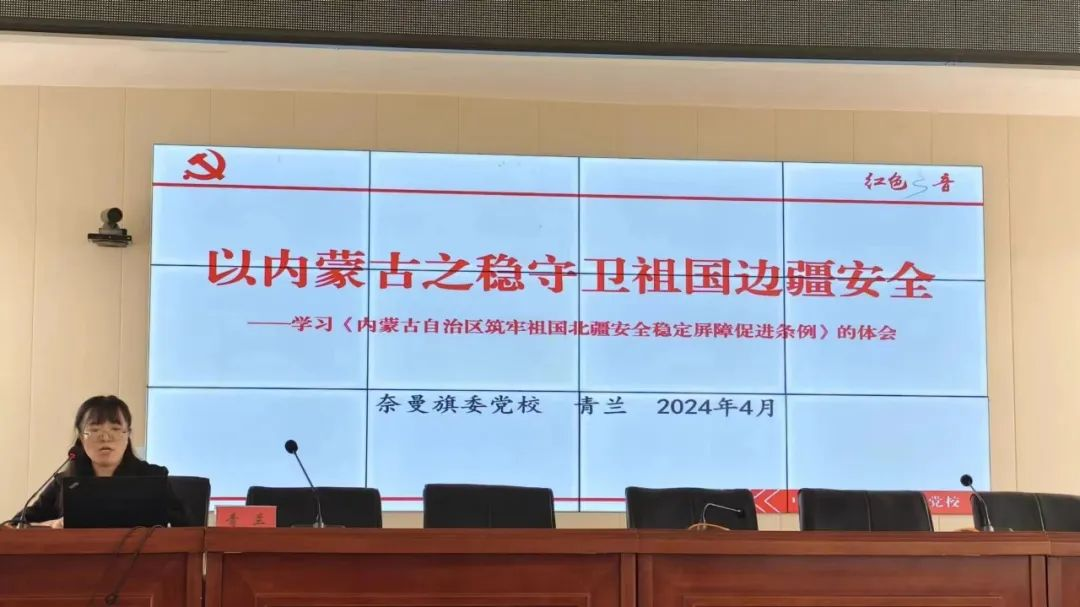 红色之音
以内蒙古之稳守卫祖国边疆安全
——学习《内蒙古自治区筑牢祖国北疆安全稳定屏障促进条例》的体会
奈曼旗委党校 青兰 2024年4月
青兰
党校